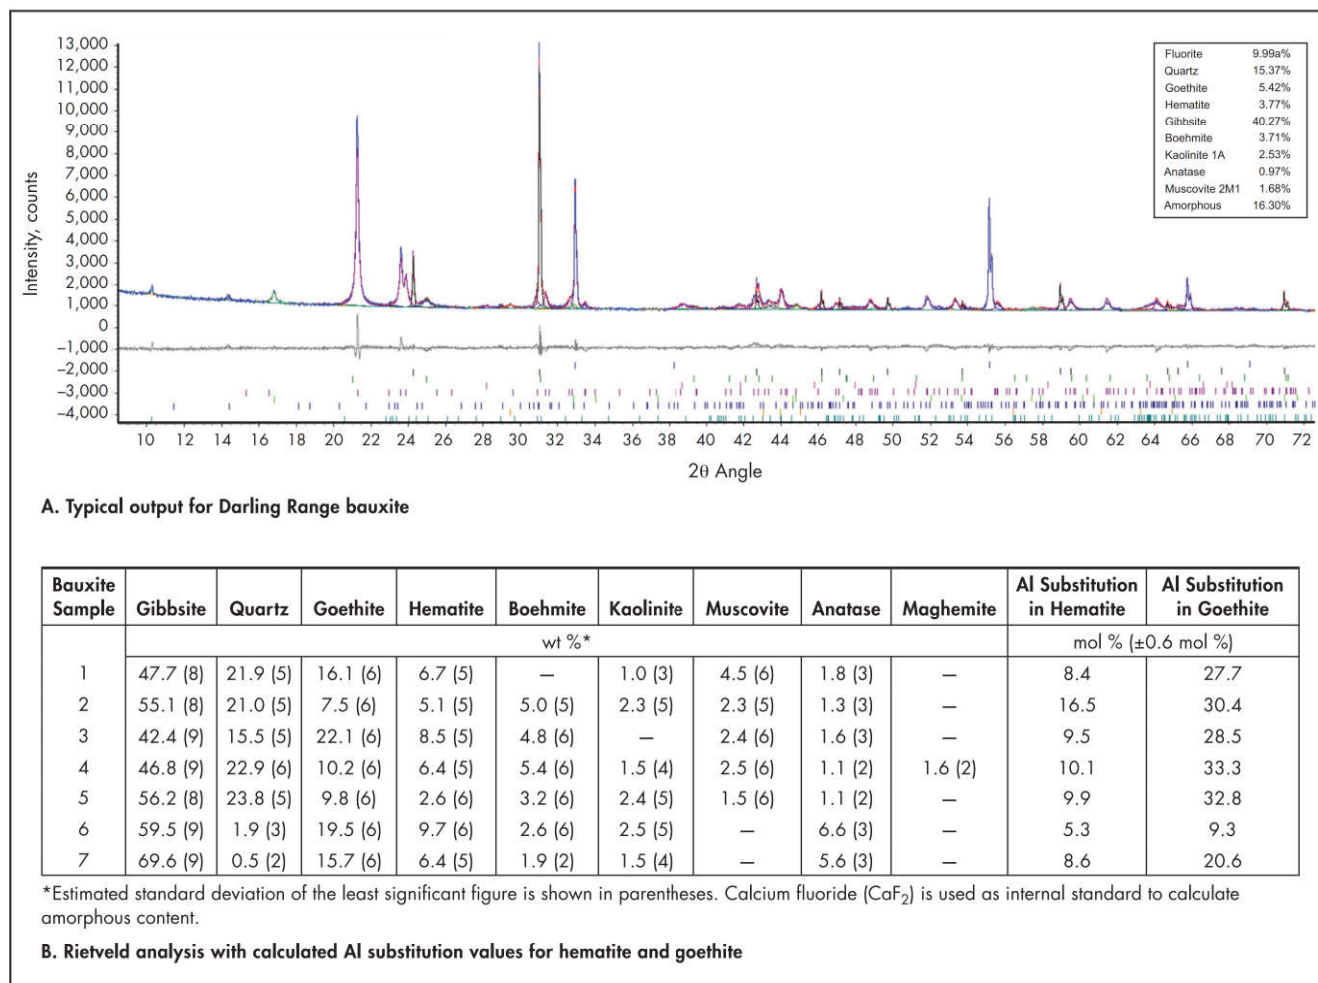 13,000
12,000
11,000
10,000
9,000
8,000
7,000
6,000
5,000
4,000
3,000
2,000
1,000
0
−1,000
−2,000
−3,000
−4,000
Intensity, counts
Fluorite 9.99a%
Quartz 15.37%
Goethite 5.42%
Hematite 3.77%
Gibbsite 40.27%
Boehmite 3.71%
Kaolinite 1A 2.53%
Anatase 0.97%
Muscovite 2M1 1.68%
Amorphous 16.30%
10 12 14 16 18 20 22 24 26 28 30 32 34 36 38 40 42 44 46 48 50 52 54 56 58 60 62 64 66 68 70 72
2θ Angle
A. Typical output for Darling Range bauxite
Bauxite Sample Gibbsite Quartz Goethite Hematite Boehmite Kaolinite Muscovite Anatase Maghemite Al Substitution in Hematite Al Substitution in Goethite
wt %* mol % (±0.6 mol %)
1 47.7 (8) 21.9 (5) 16.1 (6) 6.7 (5) — 1.0 (3) 4.5 (6) 1.8 (3) — 8.4 27.7
2 55.1 (8) 21.0 (5) 7.5 (6) 5.1 (5) 5.0 (5) 2.3 (5) 2.3 (5) 1.3 (3) — 16.5 30.4
3 42.4 (9) 15.5 (5) 22.1 (6) 8.5 (5) 4.8 (6) — 2.4 (6) 1.6 (3) — 9.5 28.5
4 46.8 (9) 22.9 (6) 10.2 (6) 6.4 (5) 5.4 (6) 1.5 (4) 2.5 (6) 1.1 (2) 1.6 (2) 10.1 33.3
5 56.2 (8) 23.8 (5) 9.8 (6) 2.6 (6) 3.2 (6) 2.4 (5) 1.5 (6) 1.1 (2) — 9.9 32.8
6 59.5 (9) 1.9 (3) 19.5 (6) 9.7 (6) 2.6 (6) 2.5 (5) — 6.6 (3) — 5.3 9.3
7 69.6 (9) 0.5 (2) 15.7 (6) 6.4 (5) 1.9 (2) 1.5 (4) — 5.6 (3) — 8.6 20.6
*Estimated standard deviation of the least significant figure is shown in parentheses. Calcium fluoride (CaF₂) is used as internal standard to calculate
amorphous content.
B. Rietveld analysis with calculated Al substitution values for hematite and goethite